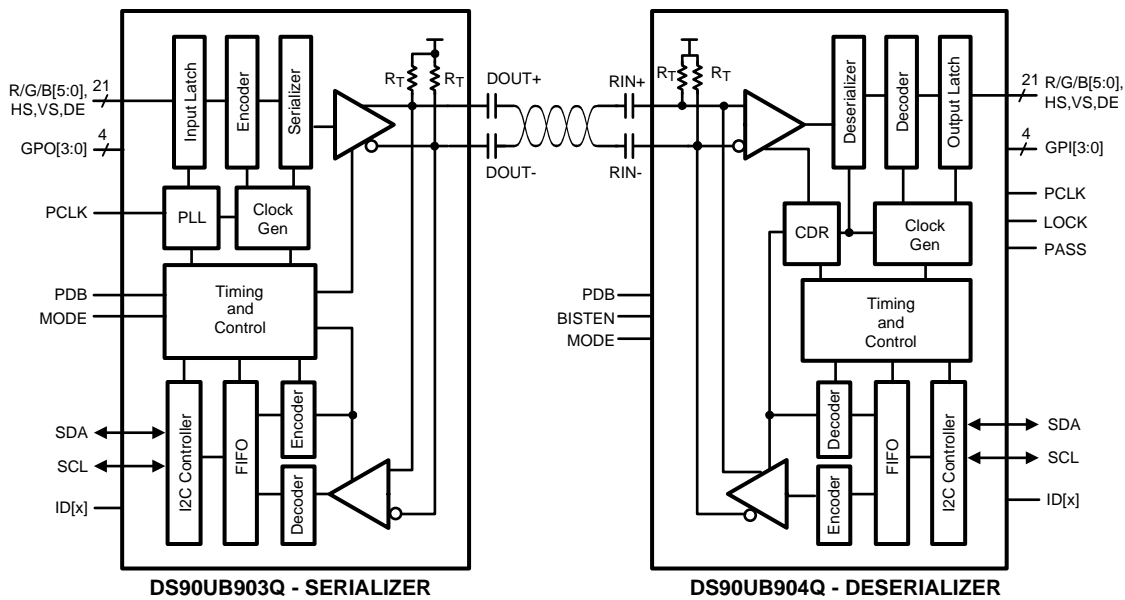 R/G/B[5:0],
HS,VS,DE
21
GPO[3:0]
4
PCLK
PDB
MODE
SDA
SCL
ID[x]
Input Latch
Encoder
Serializer
PLL
Clock
Gen
Timing
and
Control
I2C Controller
FIFO
Encoder
Decoder
RT
RT
DOUT+
DOUT-
RIN+
RIN-
RT
RT
PDB
BISTEN
MODE
Deserializer
Decoder
Output Latch
CDR
Clock
Gen
Timing
and
Control
Decoder
Encoder
FIFO
I2C Controller
21
R/G/B[5:0],
HS,VS,DE
4
GPI[3:0]
PCLK
LOCK
PASS
SDA
SCL
ID[x]
DS90UB903Q - SERIALIZER
DS90UB904Q - DESERIALIZER